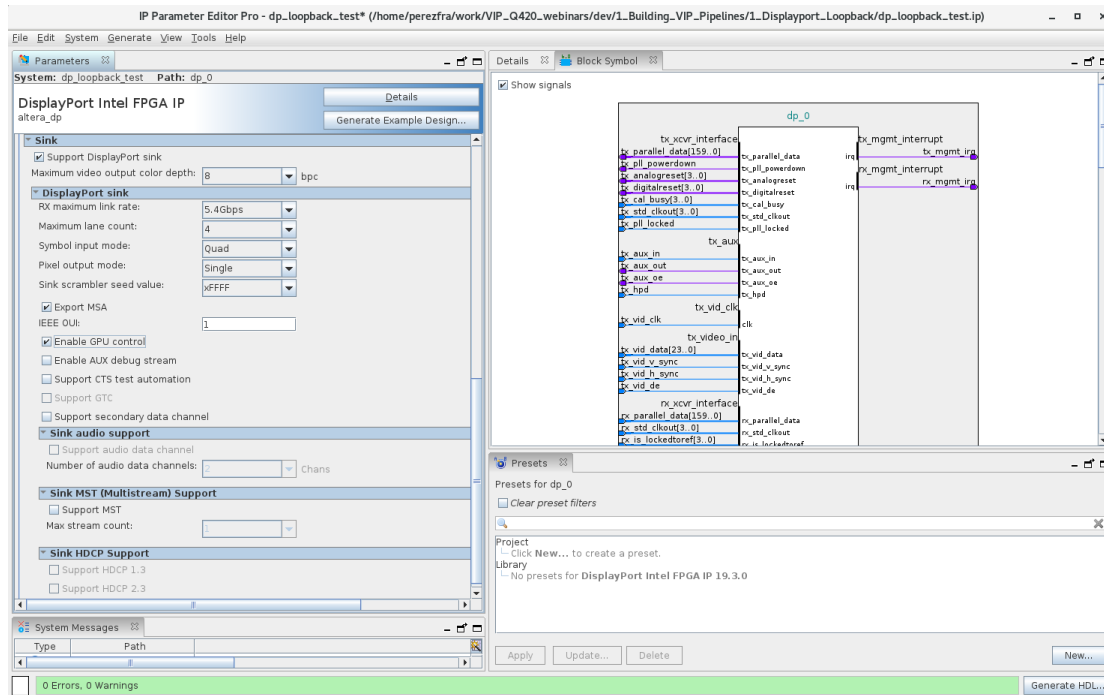 IP Parameter Editor Pro - dp_loopback_test* (/home/perezfra/work/VIP_Q420_webinars/dev/1_Building_VIP_Pipelines/1_Displayport_Loopback/dp_loopback_test.ip)
File Edit System Generate View Tools Help
Parameters
System: dp_loopback_test Path: dp_0
DisplayPort Intel FPGA IP
altera_dp
Details
Generate Example Design...
Sink
Support DisplayPort sink
Maximum video output color depth: 8 bpc
DisplayPort sink
RX maximum link rate: 5.4Gbps
Maximum lane count: 4
Symbol input mode: Quad
Pixel output mode: Single
Sink scrambler seed value: xFFFF
Export MSA
IEEE OUI: 1
Enable GPU control
Enable AUX debug stream
Support CTS test automation
Support GTC
Support secondary data channel
Sink audio support
Support audio data channel
Number of audio data channels: 2 Chans
Sink MST (Multistream) Support
Support MST
Max stream count: 1
Sink HDCP Support
Support HDCP 1.3
Support HDCP 2.3
System Messages
Type Path
0 Errors, 0 Warnings
Details Block Symbol
Show signals
dp_0
tx_xcvr_interface
tx_parallel_data[159..0] tx_parallel_data
tx_pll_powerdown tx_pll_powerdown
tx_analogreset[3..0] tx_analogreset
tx_digitalreset[3..0] tx_digitalreset
tx_cal_busy[3..0] tx_cal_busy
tx_std_clkout[3..0] tx_std_clkout
tx_pll_locked tx_pll_locked
tx_aux
tx_aux_in tx_aux_in
tx_aux_out tx_aux_out
tx_aux_oe tx_aux_oe
tx_hpd tx_hpd
tx_vid_clk
tx_vid_clk clk
tx_video_in
tx_vid_data[23..0] tx_vid_data
tx_vid_v_sync tx_vid_v_sync
tx_vid_h_sync tx_vid_h_sync
tx_vid_de tx_vid_de
rx_xcvr_interface
rx_parallel_data[159..0] rx_parallel_data
rx_std_clkout[3..0] rx_std_clkout
rx_is_lockedtoref[3..0] rx_is_lockedtoref
tx_mgmt_interrupt
irq tx_mgmt_irq
rx_mgmt_interrupt
irq rx_mgmt_irq
Presets
Presets for dp_0
Clear preset filters
Project
Click New... to create a preset.
Library
No presets for DisplayPort Intel FPGA IP 19.3.0
Apply Update... Delete New...
Generate HDL...